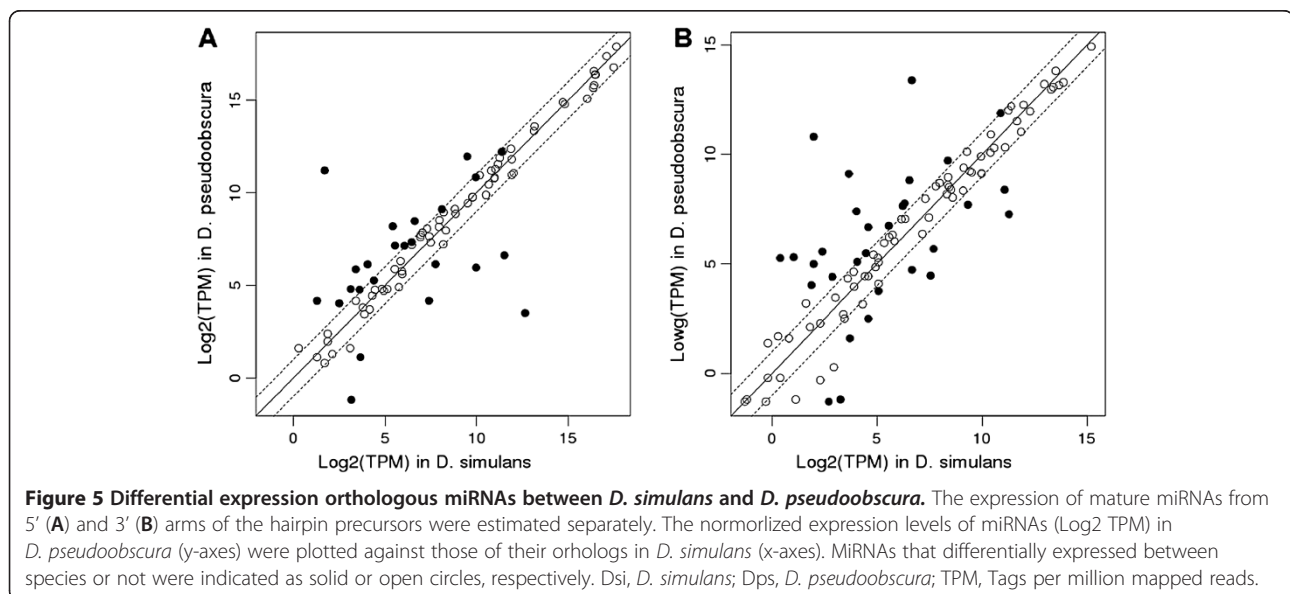 A
B
Log2(TPM) in D. pseudoobscura
0
5
10
15
0
5
10
15
Log2(TPM) in D. simulans
Lowg(TPM) in D. pseudoobscura
0
5
10
15
0
5
10
15
Log2(TPM) in D. simulans
Figure 5 Differential expression orthologous miRNAs between D. simulans and D. pseudoobscura. The expression of mature miRNAs from
5' (A) and 3' (B) arms of the hairpin precursors were estimated separately. The normorlized expression levels of miRNAs (Log2 TPM) in
D. pseudoobscura (y-axes) were plotted against those of their orhologs in D. simulans (x-axes). MiRNAs that differentially expressed between
species or not were indicated as solid or open circles, respectively. Dsi, D. simulans; Dps, D. pseudoobscura; TPM, Tags per million mapped reads.